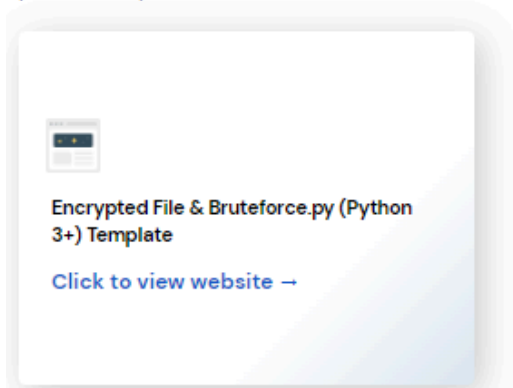 Encrypted File & Bruteforce.py (Python
3+) Template
Click to view website →